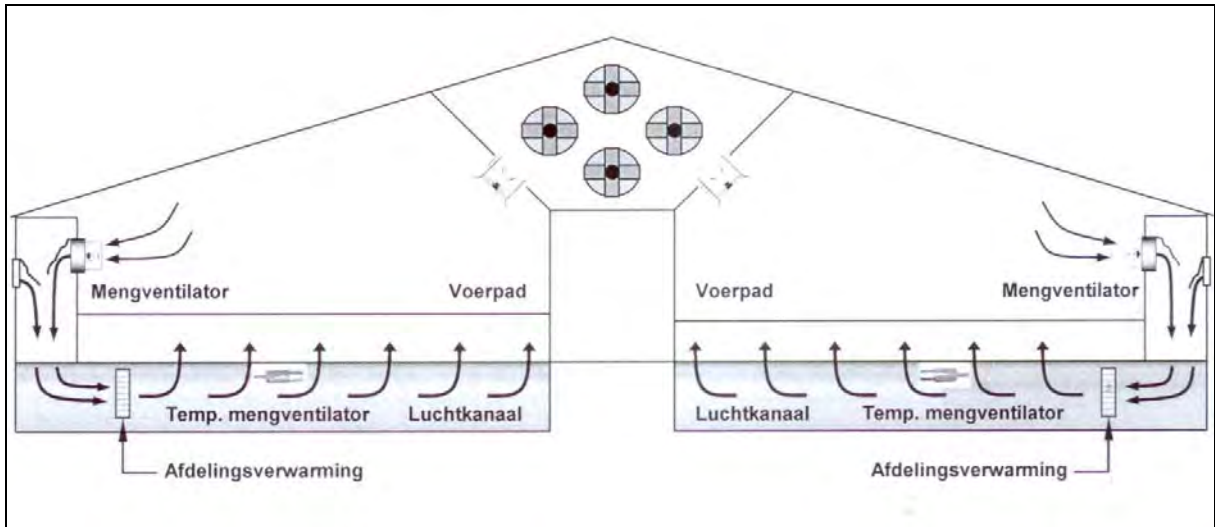 Mengventilator
Voerpad
Voerpad
Mengventilator
Temp. mengventilator
Luchtkanaal
Luchtkanaal
Temp. mengventilator
Afdelingsverwarming
Afdelingsverwarming